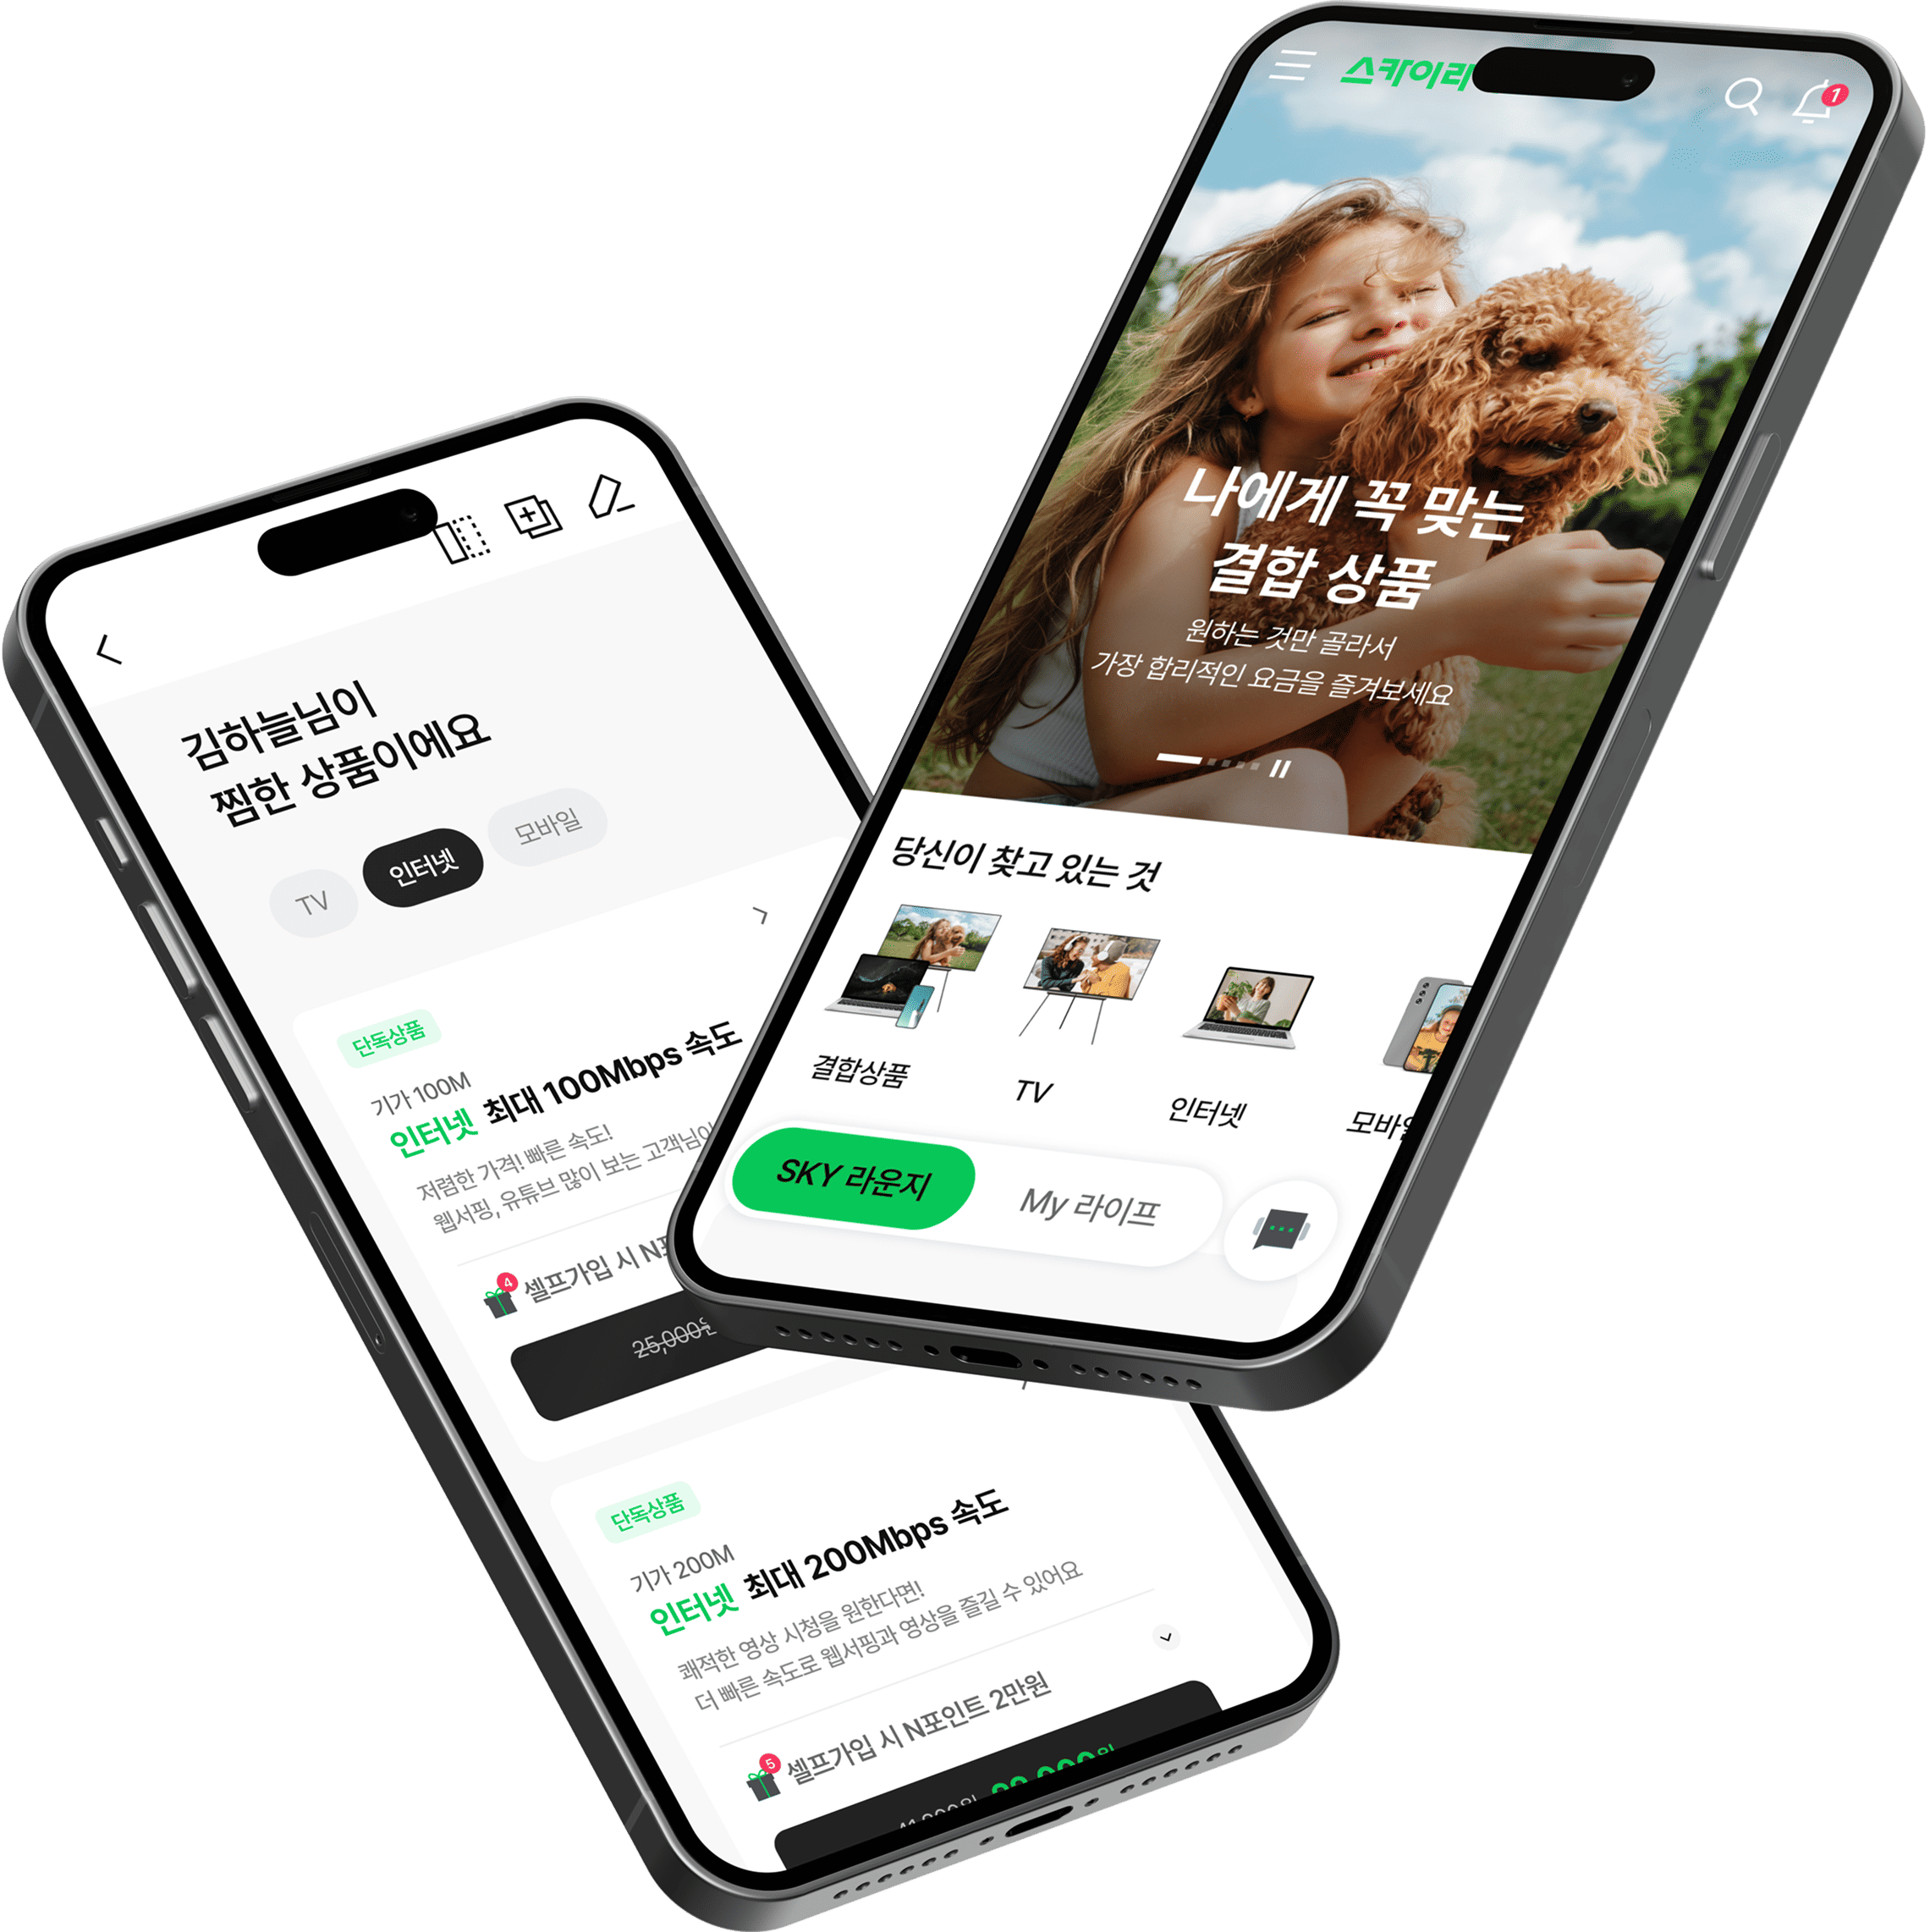 스카이라
1
나에게 꼭 맞는
결합 상품
원하는 것만 골라서
가장 합리적인 요금을 즐겨보세요
당신이 찾고 있는 것
결합상품
TV
인터넷
모바일
SKY 라운지
My 라이프
김하늘님이
찜한 상품이에요
TV
인터넷
모바일
단독상품
기가 100M
인터넷 최대 100Mbps 속도
저렴한 가격! 빠른 속도!
웹서핑, 유튜브 많이 보는 고객님이
4
셀프가입 시 N포
25,000원
단독상품
기가 200M
인터넷 최대 200Mbps 속도
쾌적한 영상 시청을 원한다면!
더 빠른 속도로 웹서핑과 영상을 즐길 수 있어요
5
셀프가입 시 N포인트 2만원